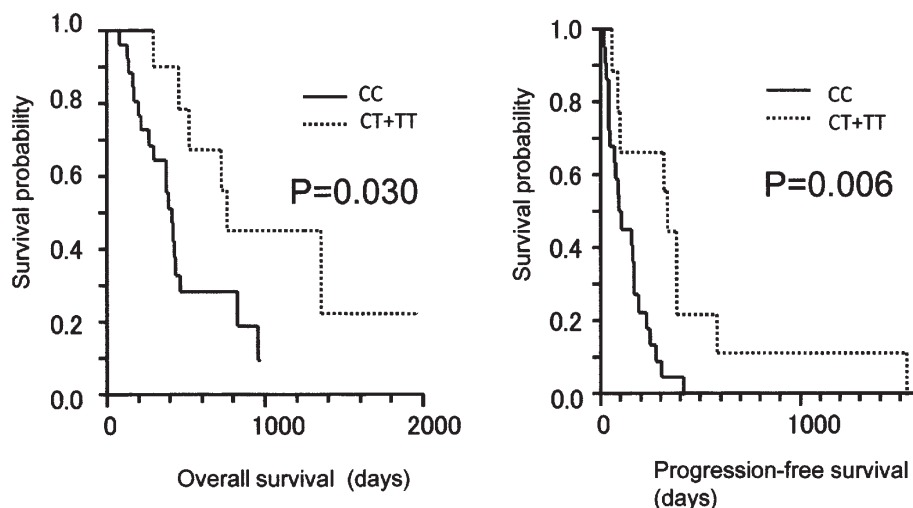 Survival probability
1.0
0.8
0.6
0.4
0.2
0.0
CC
CT+TT
P=0.030
0
1000
2000
Overall survival (days)
Survival probability
1.0
0.8
0.6
0.4
0.2
0.0
CC
CT+TT
P=0.006
0
1000
Progression-free survival
(days)